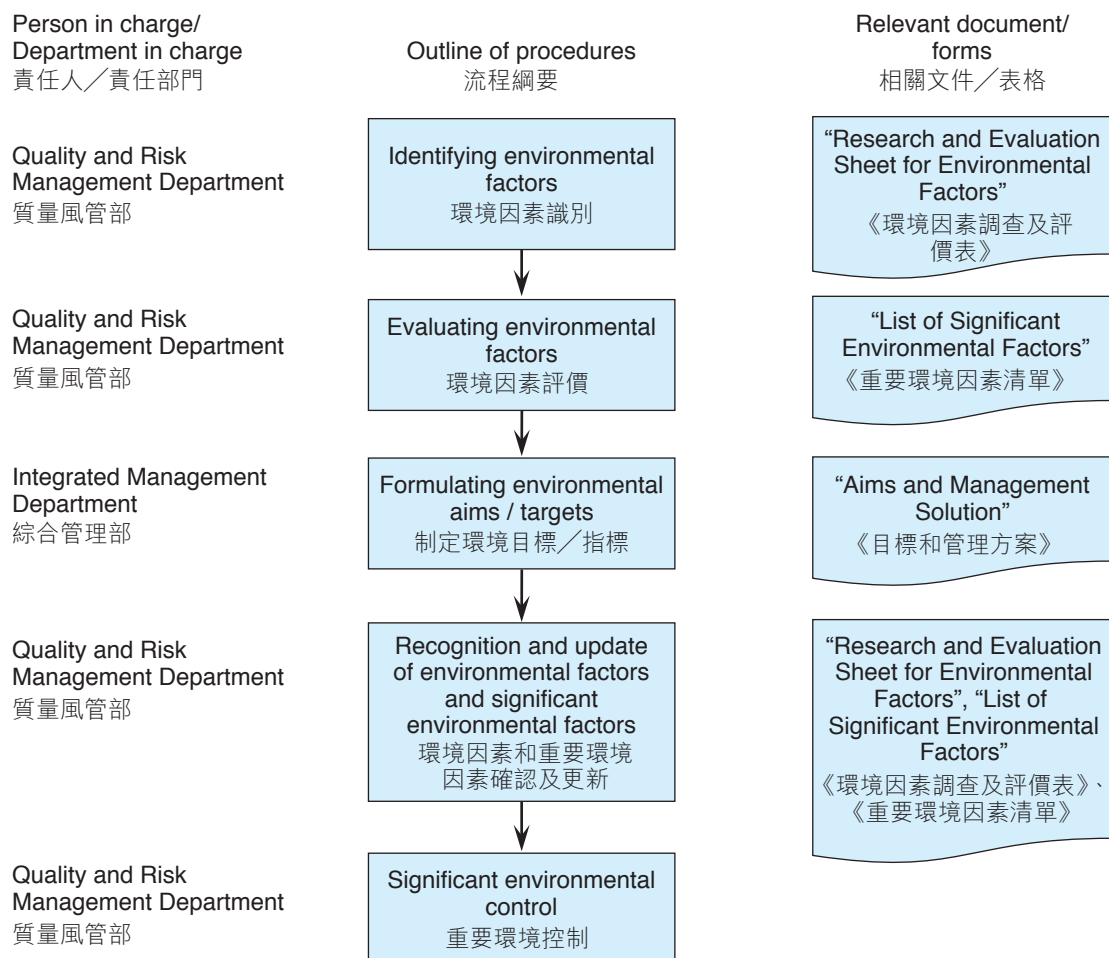 Person in charge/
Department in charge
責任人／責任部門
Outline of procedures
流程綱要
Relevant document/
forms
相關文件／表格
Quality and Risk
Management Department
質量風管部
Identifying environmental
factors
環境因素識別
“Research and Evaluation
Sheet for Environmental
Factors”
《環境因素調查及評
價表》
Quality and Risk
Management Department
質量風管部
Evaluating environmental
factors
環境因素評價
“List of Significant
Environmental Factors”
《重要環境因素清單》
Integrated Management
Department
綜合管理部
Formulating environmental
aims / targets
制定環境目標／指標
“Aims and Management
Solution”
《目標和管理方案》
Quality and Risk
Management Department
質量風管部
Recognition and update
of environmental factors
and significant
environmental factors
環境因素和重要環境
因素確認及更新
“Research and Evaluation
Sheet for Environmental
Factors”, “List of
Significant Environmental
Factors”
《環境因素調查及評價表》、
《重要環境因素清單》
Quality and Risk
Management Department
質量風管部
Significant environmental
control
重要環境控制